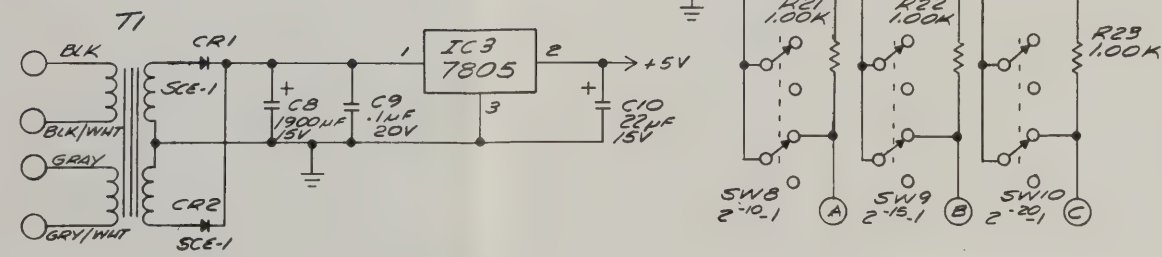 T1
BLK
BLK/WHT
GRAY
GRY/WHT
CR1
SCE-1
CR2
SCE-1
+
C8
1900µF
15V
C9
.1µF
20V
1
IC3
7805
2
3
+
C10
22µF
15V
+5V
R21
1.00K
R22
1.00K
R23
1.00K
SW8
2^-10-1
A
SW9
2^-15-1
B
SW10
2^-20-1
C